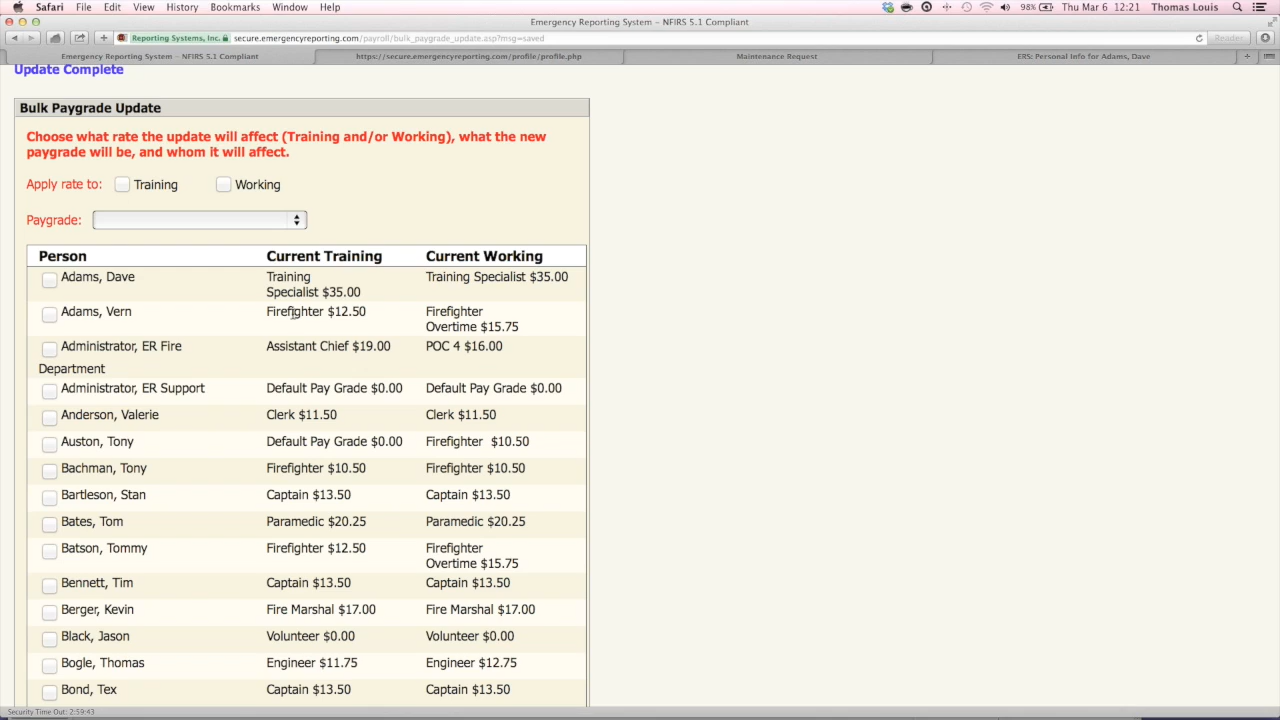 Safari File Edit View History Bookmarks Window Help 98% Thu Mar 6 12:21 Thomas Louis
Emergency Reporting System ~ NFIRS 5.1 Compliant
Reporting Systems, Inc. secure.emergencyreporting.com/payroll/bulk_paygrade_update.asp?msg=saved Reader
Emergency Reporting System ~ NFIRS 5.1 Compliant https://secure.emergencyreporting.com/profile/profile.php Maintenance Request ERS: Personal Info for Adams, Dave
Update Complete
Bulk Paygrade Update
Choose what rate the update will affect (Training and/or Working), what the new
paygrade will be, and whom it will affect.
Apply rate to: Training Working
Paygrade:
Person Current Training Current Working
Adams, Dave Training Training Specialist $35.00
Specialist $35.00
Adams, Vern Firefighter $12.50 Firefighter
Overtime $15.75
Administrator, ER Fire Assistant Chief $19.00 POC 4 $16.00
Department
Administrator, ER Support Default Pay Grade $0.00 Default Pay Grade $0.00
Anderson, Valerie Clerk $11.50 Clerk $11.50
Auston, Tony Default Pay Grade $0.00 Firefighter $10.50
Bachman, Tony Firefighter $10.50 Firefighter $10.50
Bartleson, Stan Captain $13.50 Captain $13.50
Bates, Tom Paramedic $20.25 Paramedic $20.25
Batson, Tommy Firefighter $12.50 Firefighter
Overtime $15.75
Bennett, Tim Captain $13.50 Captain $13.50
Berger, Kevin Fire Marshal $17.00 Fire Marshal $17.00
Black, Jason Volunteer $0.00 Volunteer $0.00
Bogle, Thomas Engineer $11.75 Engineer $12.75
Bond, Tex Captain $13.50 Captain $13.50
Security Time Out: 2:59:43